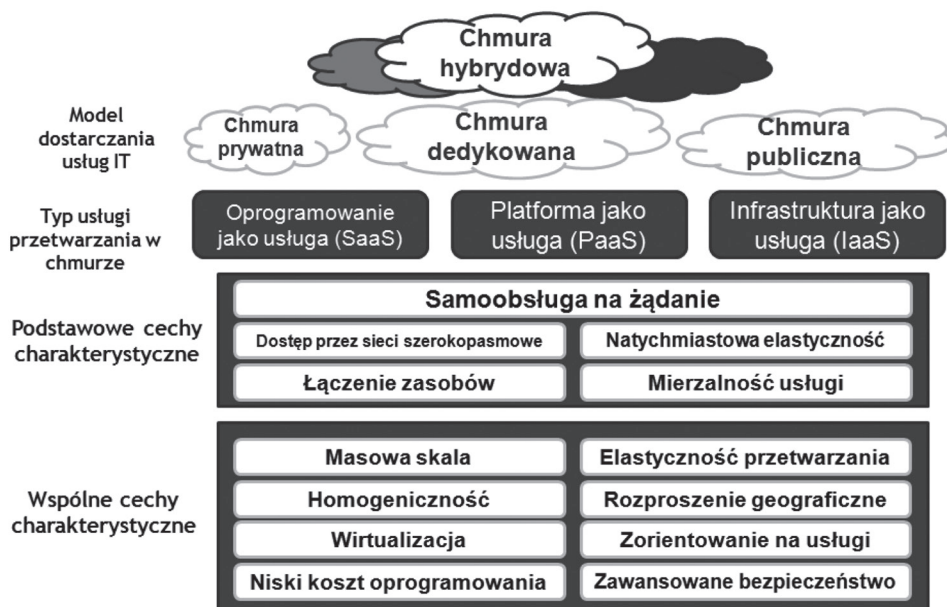 Chmura
hybrydowa
Model
dostarczania
usług IT
Chmura
prywatna
Chmura
dedykowana
Chmura
publiczna
Typ usługi
przetwarzania w
chmurze
Oprogramowanie
jako usługa (SaaS)
Platforma jako
usługa (PaaS)
Infrastruktura jako
usługa (IaaS)
Podstawowe cechy
charakterystyczne
Samoobsługa na żądanie
Dostęp przez sieci szerokopasmowe
Natychmiastowa elastyczność
Łączenie zasobów
Mierzalność usługi
Wspólne cechy
charakterystyczne
Masowa skala
Elastyczność przetwarzania
Homogeniczność
Rozproszenie geograficzne
Wirtualizacja
Zorientowanie na usługi
Niski koszt oprogramowania
Zawansowane bezpieczeństwo